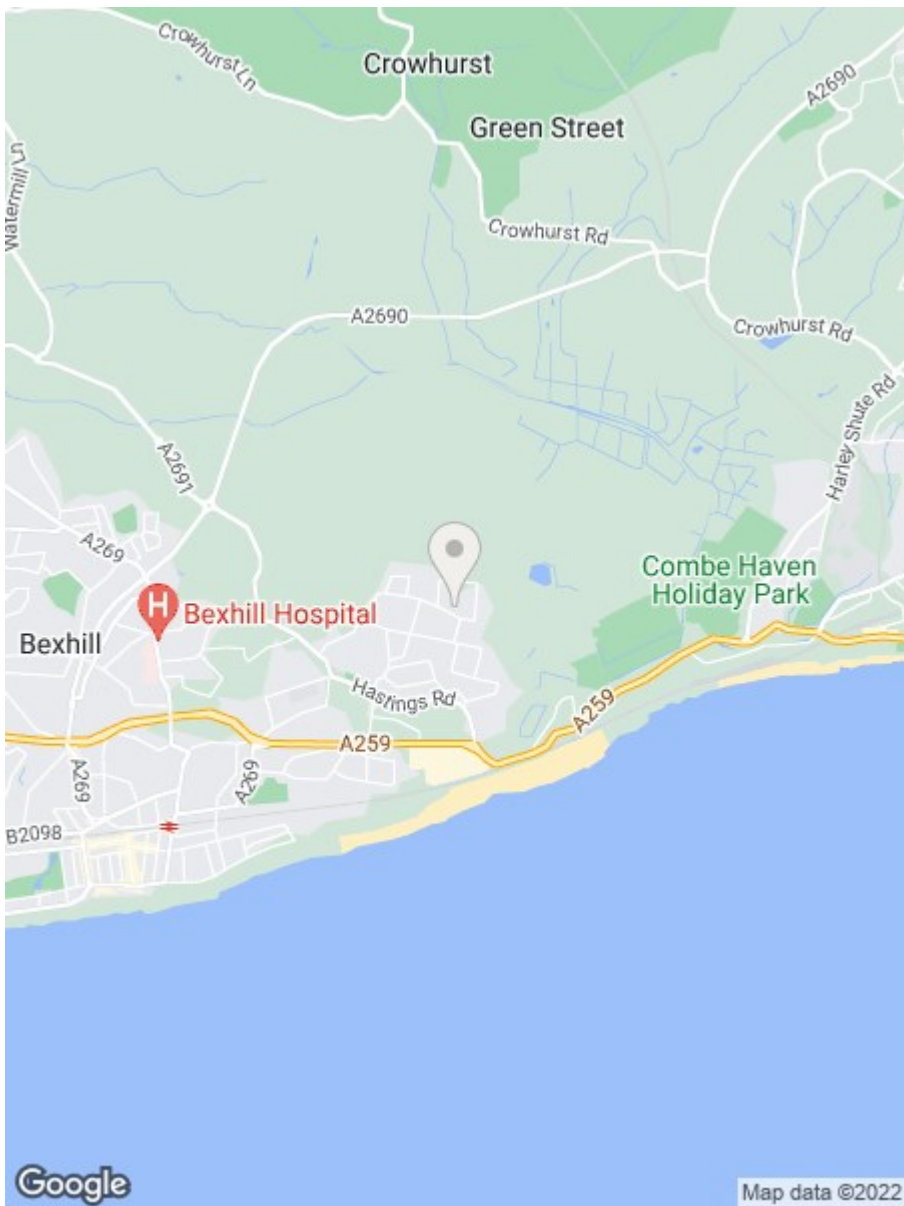 Crowhurst Ln
Crowhurst
A2690
Green Street
Watermill Ln
Crowhurst Rd
A2690
Crowhurst Rd
Harley Shute Rd
A2691
A269
Combe Haven
Holiday Park
H
Bexhill Hospital
Bexhill
Hastings Rd
A259
A259
A269
A269
B2098
Google
Map data ©2022